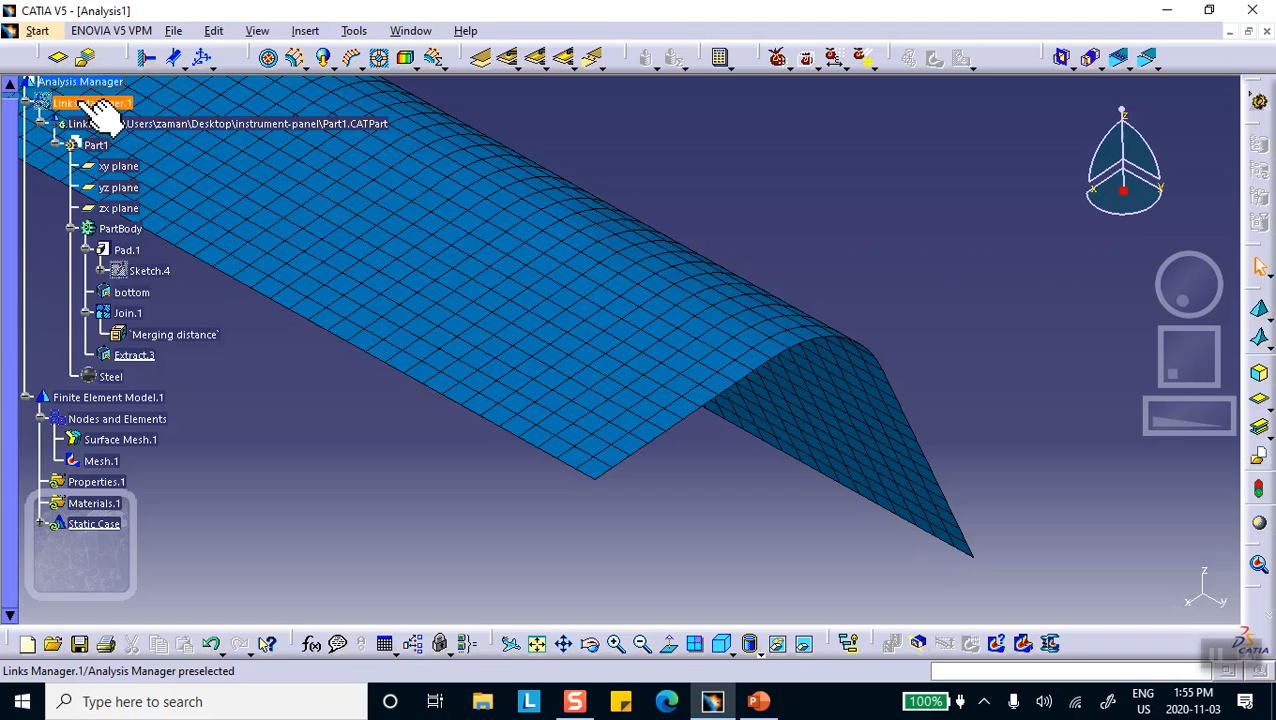 CATIA V5 - [Analysis1]
Start ENOVIA V5 VPM File Edit View Insert Tools Window Help
Analysis Manager
Links Manager.1
Users\zaman\Desktop\instrument-panel\Part1.CATPart
Part1
xy plane
yz plane
zx plane
PartBody
Pad.1
Sketch.4
bottom
Join.1
`Merging distance`
Extract.3
Steel
Finite Element Model.1
Nodes and Elements
Surface Mesh.1
Mesh.1
Properties.1
Materials.1
Static Case
z
x
y
z
x y
f(x)
Links Manager.1/Analysis Manager preselected
Type here to search
L
S
100%
ENG
US
1:55 PM
2020-11-03